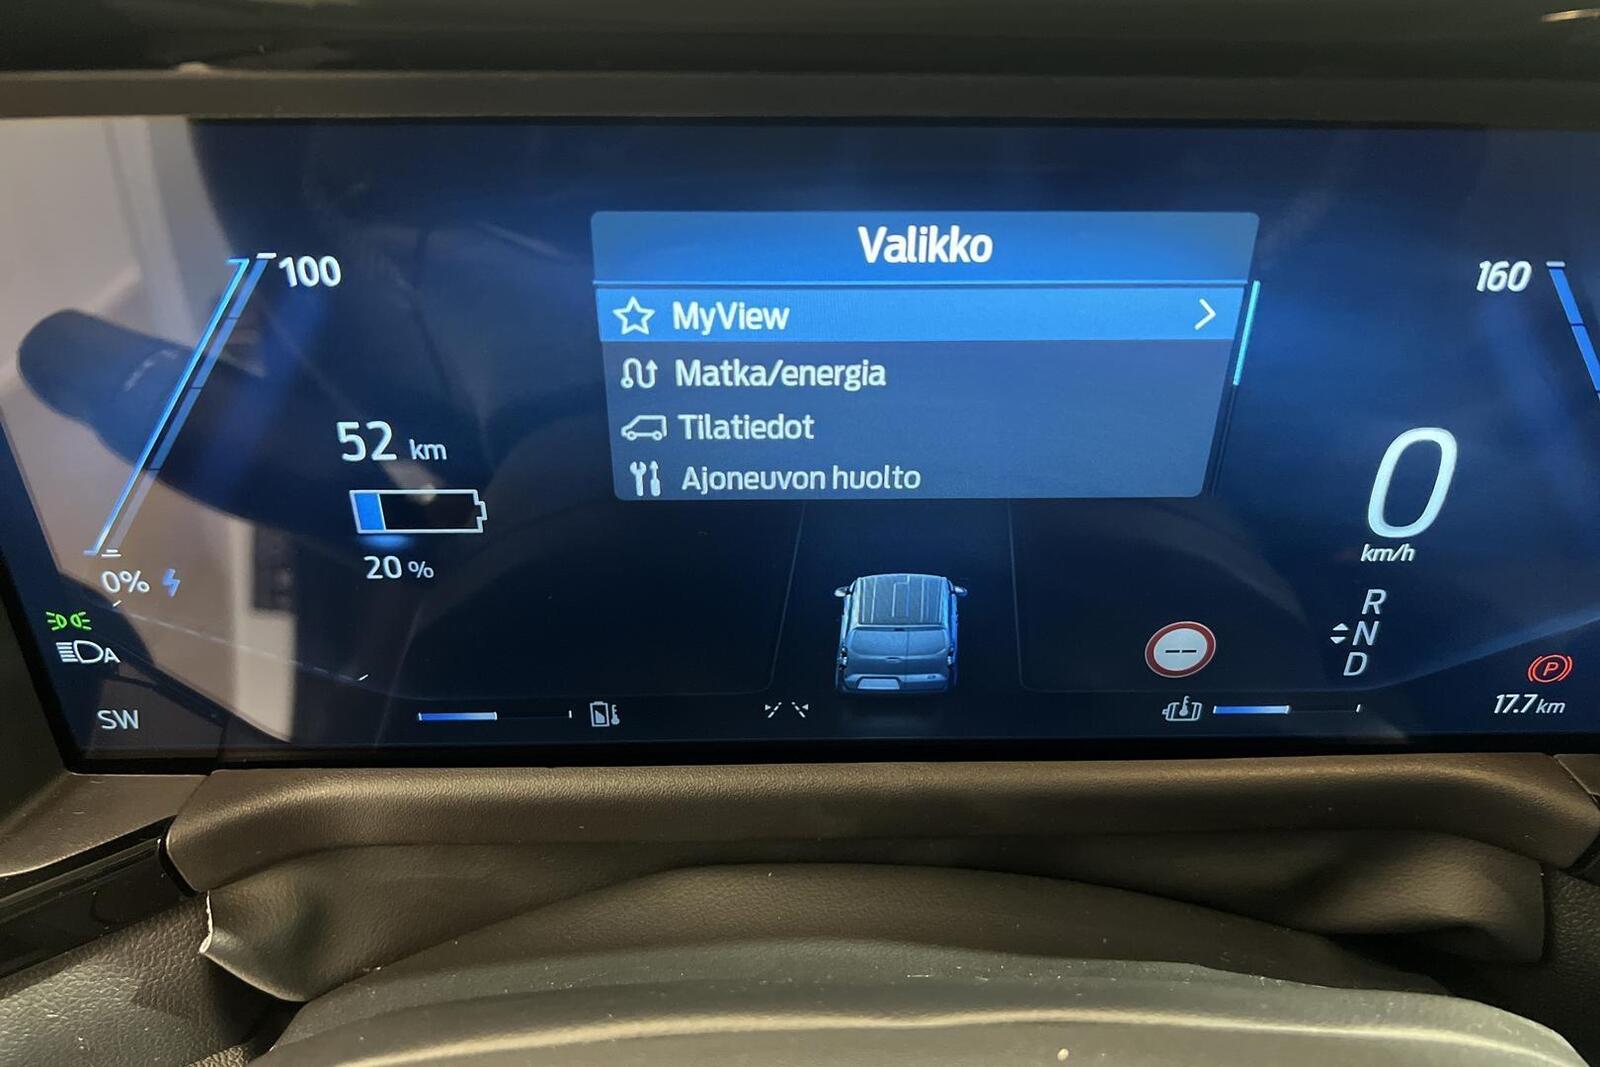 Valikko
MyView
Matka/energia
Tilatiedot
Ajoneuvon huolto
100
52 km
20 %
0%
A
SW
160
0
km/h
R
N
D
--
P
17.7 km